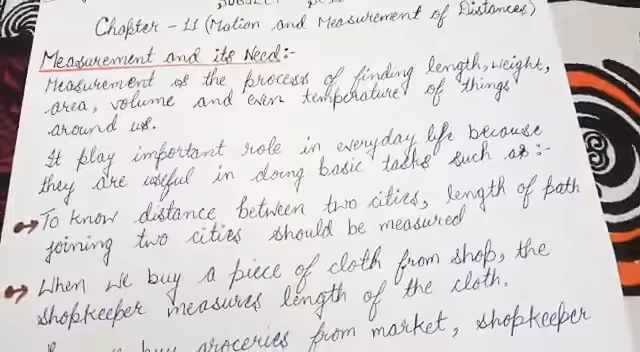 Chapter - 11 (Motion and Measurement of Distances)
Measurement and its Need:-
Measurement is the process of finding length, weight,
area, volume and even temperature of things
around us.
It play important role in everyday life because
they are useful in doing basic tasks such as:-
To know distance between two cities, length of path
joining two cities should be measured
When we buy a piece of cloth from shop, the
shopkeeper measures length of the cloth.
buy groceries from market, shopkeeper